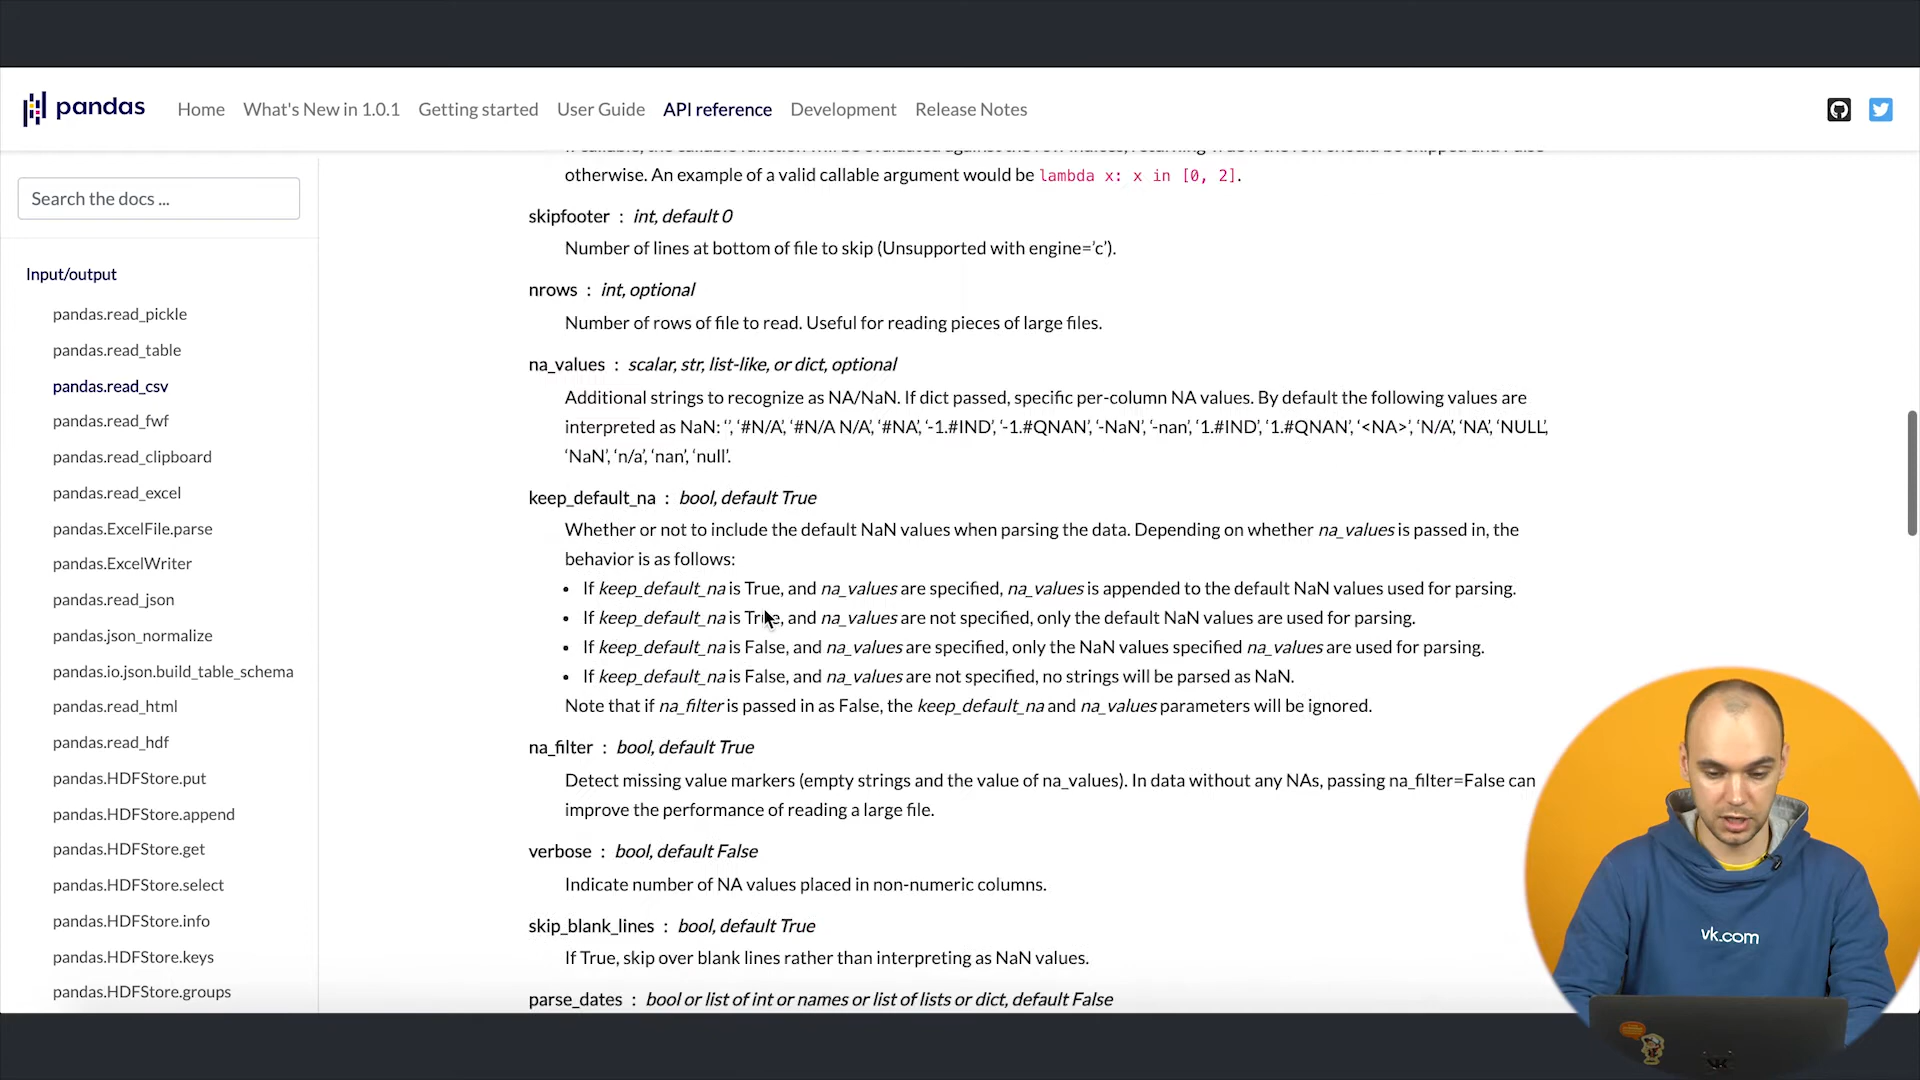 pandas
Home What's New in 1.0.1 Getting started User Guide API reference Development Release Notes
Search the docs ...
Input/output
pandas.read_pickle
pandas.read_table
pandas.read_csv
pandas.read_fwf
pandas.read_clipboard
pandas.read_excel
pandas.ExcelFile.parse
pandas.ExcelWriter
pandas.read_json
pandas.json_normalize
pandas.io.json.build_table_schema
pandas.read_html
pandas.read_hdf
pandas.HDFStore.put
pandas.HDFStore.append
pandas.HDFStore.get
pandas.HDFStore.select
pandas.HDFStore.info
pandas.HDFStore.keys
pandas.HDFStore.groups
otherwise. An example of a valid callable argument would be lambda x: x in [0, 2].
skipfooter : int, default 0
Number of lines at bottom of file to skip (Unsupported with engine=’c’).
nrows : int, optional
Number of rows of file to read. Useful for reading pieces of large files.
na_values : scalar, str, list-like, or dict, optional
Additional strings to recognize as NA/NaN. If dict passed, specific per-column NA values. By default the following values are
interpreted as NaN: ‘’, ‘#N/A’, ‘#N/A N/A’, ‘#NA’, ‘-1.#IND’, ‘-1.#QNAN’, ‘-NaN’, ‘-nan’, ‘1.#IND’, ‘1.#QNAN’, ‘<NA>’, ‘N/A’, ‘NA’, ‘NULL’,
‘NaN’, ‘n/a’, ‘nan’, ‘null’.
keep_default_na : bool, default True
Whether or not to include the default NaN values when parsing the data. Depending on whether na_values is passed in, the
behavior is as follows:
• If keep_default_na is True, and na_values are specified, na_values is appended to the default NaN values used for parsing.
• If keep_default_na is True, and na_values are not specified, only the default NaN values are used for parsing.
• If keep_default_na is False, and na_values are specified, only the NaN values specified na_values are used for parsing.
• If keep_default_na is False, and na_values are not specified, no strings will be parsed as NaN.
Note that if na_filter is passed in as False, the keep_default_na and na_values parameters will be ignored.
na_filter : bool, default True
Detect missing value markers (empty strings and the value of na_values). In data without any NAs, passing na_filter=False can
improve the performance of reading a large file.
verbose : bool, default False
Indicate number of NA values placed in non-numeric columns.
skip_blank_lines : bool, default True
If True, skip over blank lines rather than interpreting as NaN values.
parse_dates : bool or list of int or names or list of lists or dict, default False
vk.com